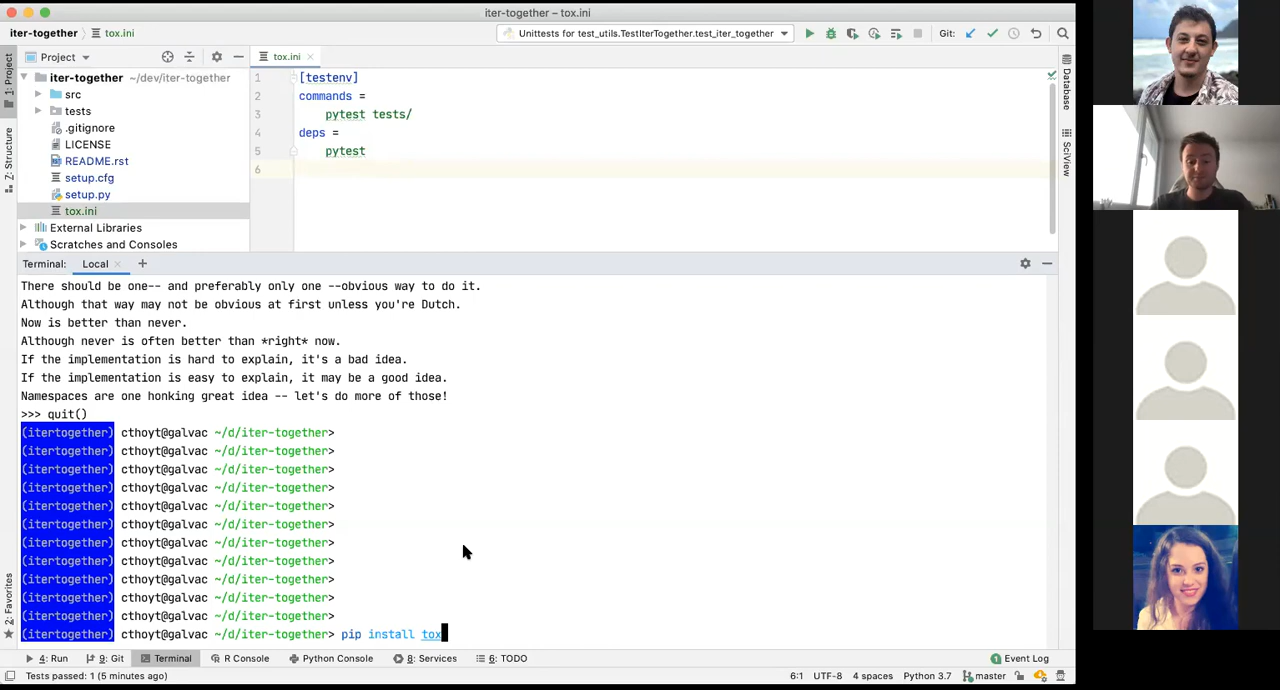 iter-together – tox.ini
iter-together tox.ini
Unittests for test_utils.TestIterTogether.test_iter_together
Git:
1: Project
Project
tox.ini
iter-together ~/dev/iter-together
src
tests
.gitignore
LICENSE
README.rst
setup.cfg
setup.py
tox.ini
External Libraries
Scratches and Consoles
1 [testenv]
2 commands =
3 pytest tests/
4 deps =
5 pytest
6
Database
SciView
Z: Structure
2: Favorites
Terminal: Local
There should be one-- and preferably only one --obvious way to do it.
Although that way may not be obvious at first unless you're Dutch.
Now is better than never.
Although never is often better than *right* now.
If the implementation is hard to explain, it's a bad idea.
If the implementation is easy to explain, it may be a good idea.
Namespaces are one honking great idea -- let's do more of those!
>>> quit()
(itertogether) cthoyt@galvac ~/d/iter-together>
(itertogether) cthoyt@galvac ~/d/iter-together>
(itertogether) cthoyt@galvac ~/d/iter-together>
(itertogether) cthoyt@galvac ~/d/iter-together>
(itertogether) cthoyt@galvac ~/d/iter-together>
(itertogether) cthoyt@galvac ~/d/iter-together>
(itertogether) cthoyt@galvac ~/d/iter-together>
(itertogether) cthoyt@galvac ~/d/iter-together>
(itertogether) cthoyt@galvac ~/d/iter-together>
(itertogether) cthoyt@galvac ~/d/iter-together>
(itertogether) cthoyt@galvac ~/d/iter-together>
(itertogether) cthoyt@galvac ~/d/iter-together> pip install tox
4: Run 9: Git Terminal R Console Python Console 8: Services 6: TODO 1 Event Log
Tests passed: 1 (5 minutes ago) 6:1 UTF-8 4 spaces Python 3.7 master